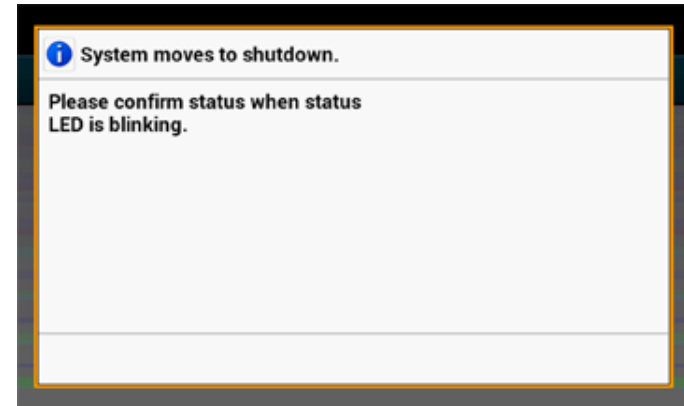 System moves to shutdown.
Please confirm status when status
LED is blinking.